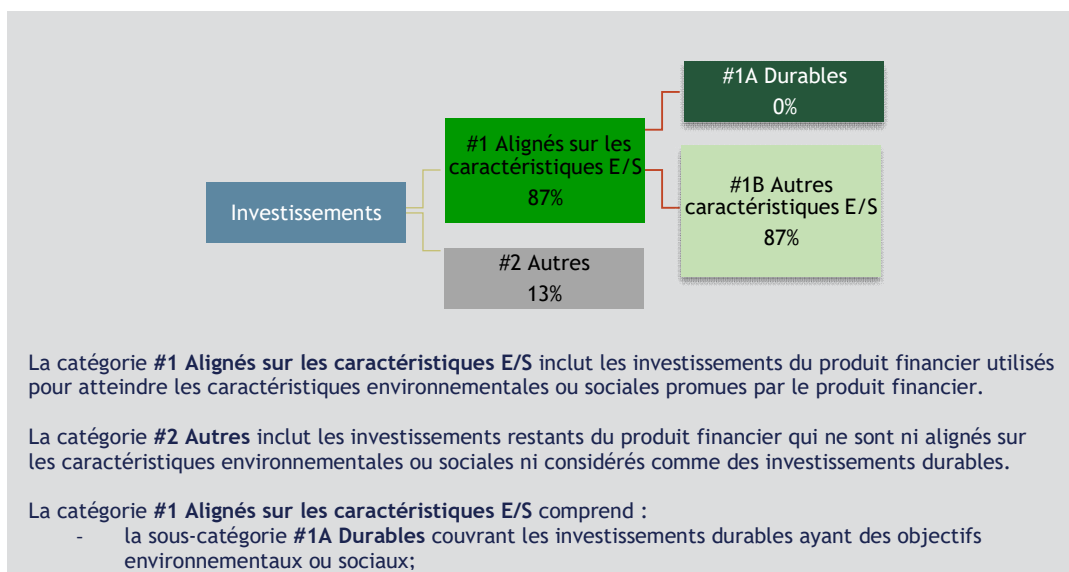 #1A Durables
0%
#1 Alignés sur les
caractéristiques E/S
87%
#1B Autres
caractéristiques E/S
87%
Investissements
#2 Autres
13%
La catégorie #1 Alignés sur les caractéristiques E/S inclut les investissements du produit financier utilisés
pour atteindre les caractéristiques environnementales ou sociales promues par le produit financier.
La catégorie #2 Autres inclut les investissements restants du produit financier qui ne sont ni alignés sur
les caractéristiques environnementales ou sociales ni considérés comme des investissements durables.
La catégorie #1 Alignés sur les caractéristiques E/S comprend :
- la sous-catégorie #1A Durables couvrant les investissements durables ayant des objectifs
environnementaux ou sociaux;